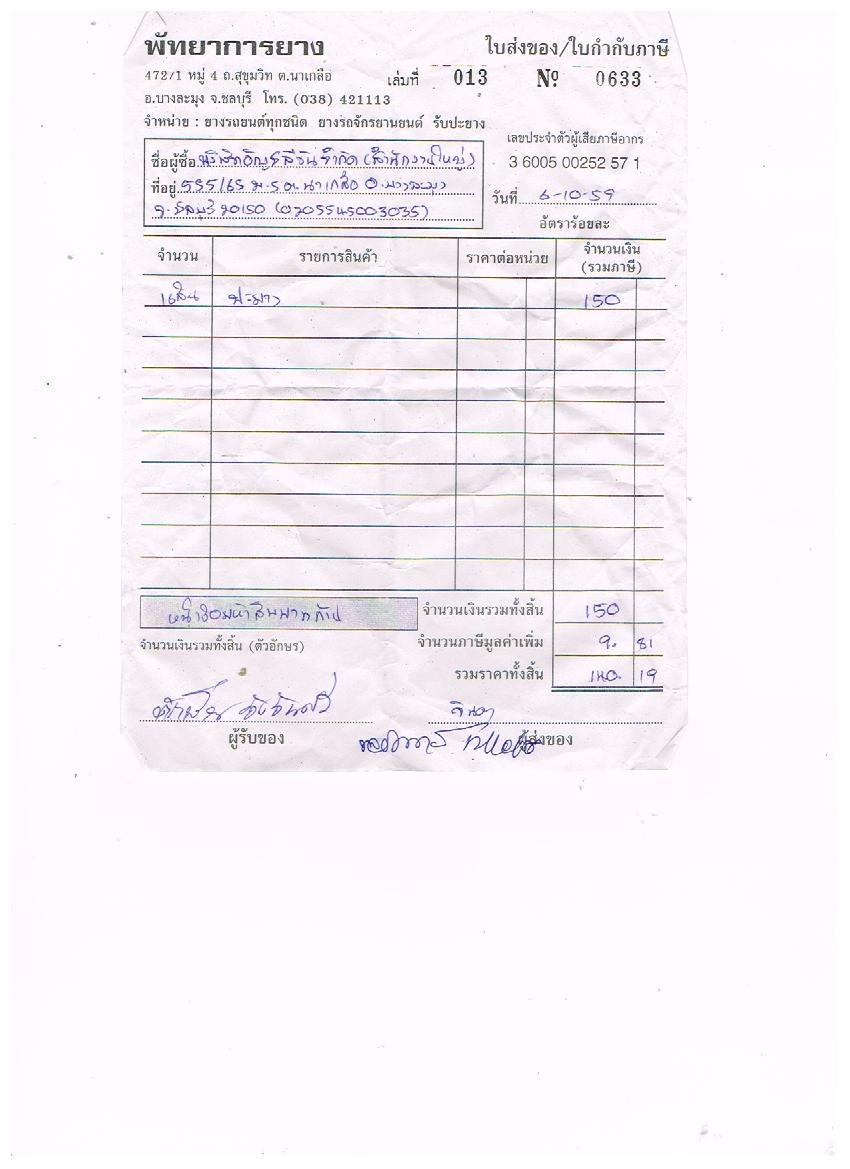 พัทยาการยาง ใบส่งของ/ใบกำกับภาษี
472/1 หมู่ 4 ถ.สุขุมวิท ต.นาเกลือ เล่มที่ 013 Nº 0633
อ.บางละมุง จ.ชลบุรี โทร. (038) 421113
จำหน่าย : ยางรถยนต์ทุกชนิด ยางรถจักรยานยนต์ รับปะยาง
เลขประจำตัวผู้เสียภาษีอากร
3 6005 00252 57 1
ชื่อผู้ซื้อ จำกัด (สำนักงานใหญ่)
ที่อยู่ 555/65 ม.5 ต.นาเกลือ อ.บางละมุง
วันที่ 6-10-59
จ.ชลบุรี 20150 (0205545003035)
อัตราร้อยละ
จำนวน รายการสินค้า ราคาต่อหน่วย จำนวนเงิน (รวมภาษี)
1เส้น ปะยาง 150
จำนวนเงินรวมทั้งสิ้น 150
จำนวนเงินรวมทั้งสิ้น (ตัวอักษร) จำนวนภาษีมูลค่าเพิ่ม 9. 81
รวมราคาทั้งสิ้น 140. 19
จินดา
ผู้รับของ ผู้ส่งของ